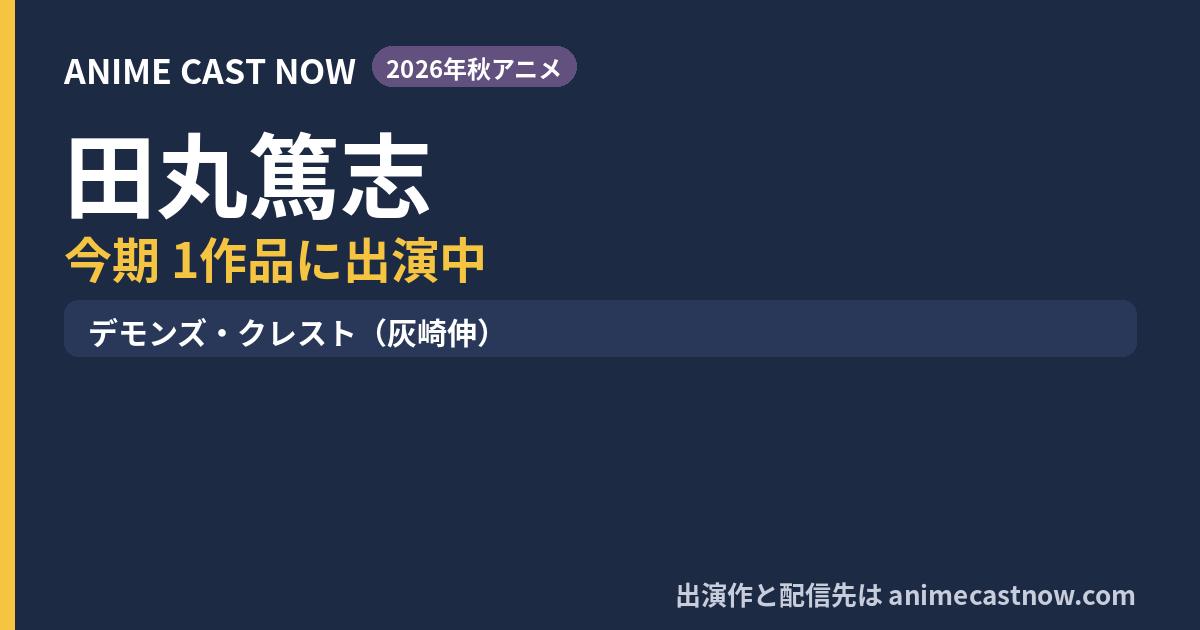 ANIME CAST NOW 2026年秋アニメ
田丸篤志
今期 1作品に出演中
デモンズ・クレスト（灰崎伸）
出演作と配信先は animecastnow.com